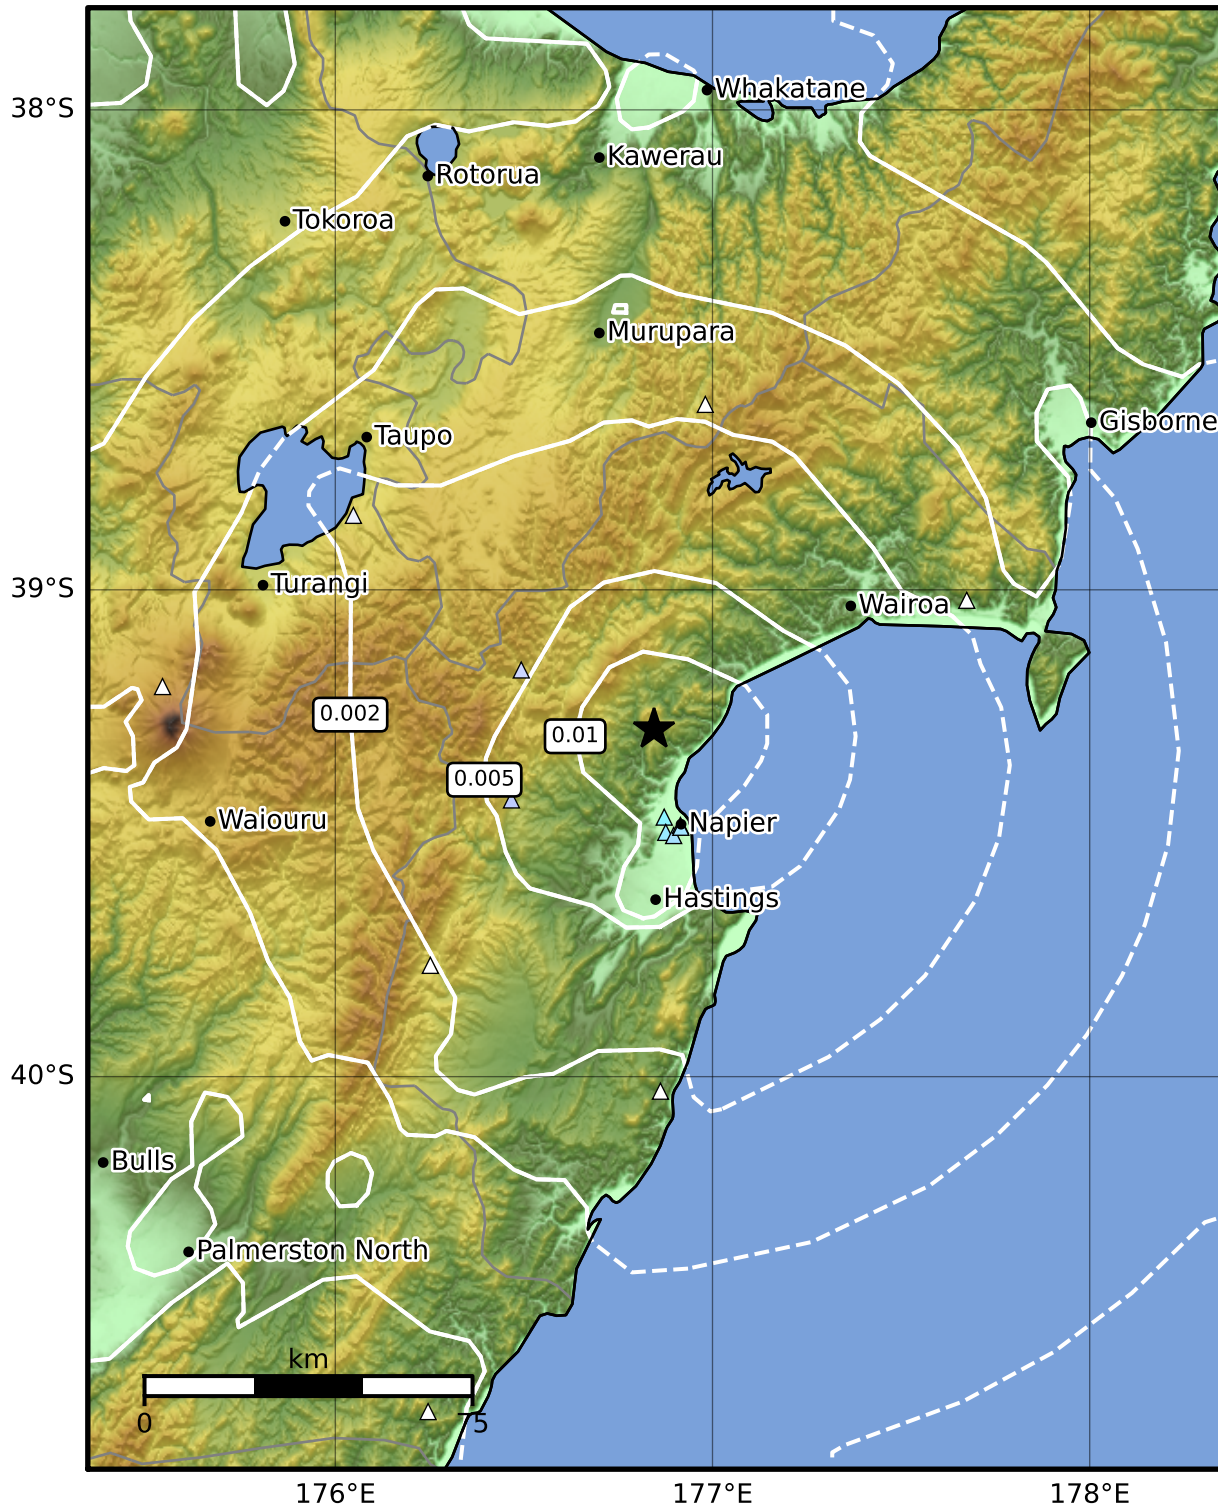 Whakatane
38°S
Kawerau
Rotorua
Tokoroa
Murupara
Gisborne
Taupo
39°S
Turangi
Wairoa
0.002
0.01
0.005
Waiouru
Napier
Hastings
40°S
Bulls
Palmerston North
km
0
75
176°E
177°E
178°E